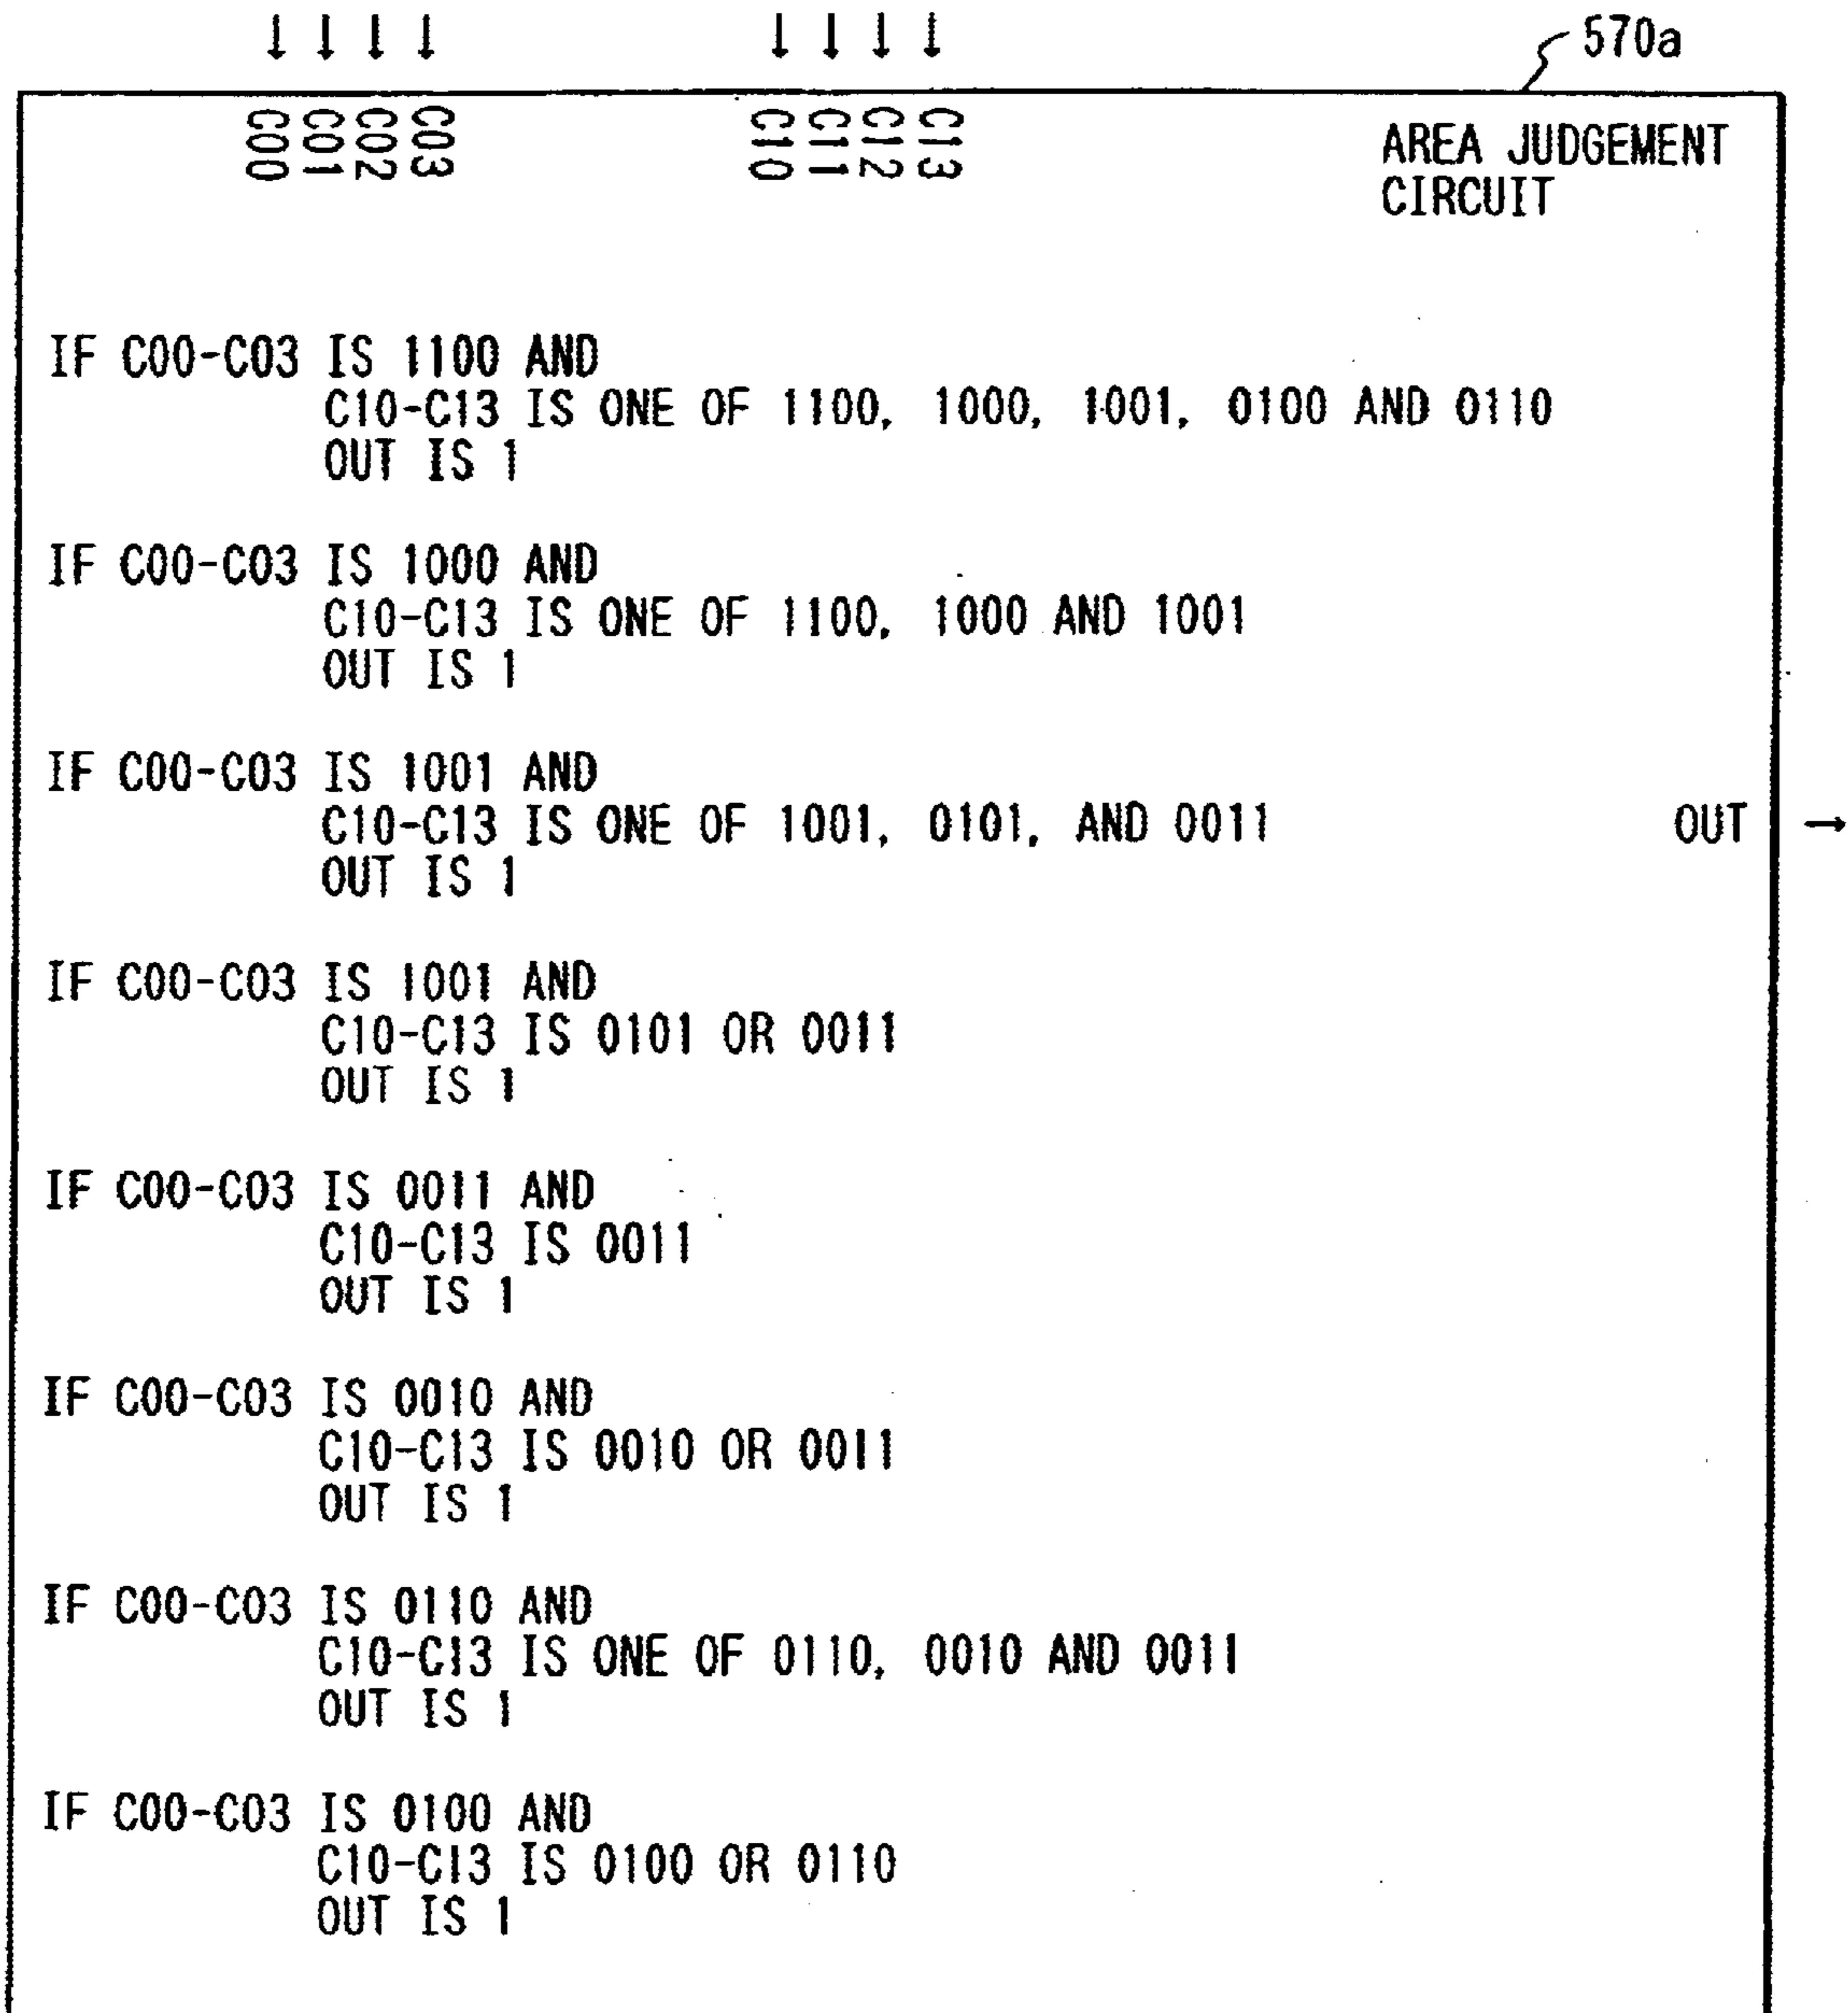 570a
C00 C01 C02 C03 C10 C11 C12 C13
AREA JUDGEMENT
CIRCUIT
IF C00-C03 IS 1100 AND
C10-C13 IS ONE OF 1100, 1000, 1001, 0100 AND 0110
OUT IS 1
IF C00-C03 IS 1000 AND
C10-C13 IS ONE OF 1100, 1000 AND 1001
OUT IS 1
IF C00-C03 IS 1001 AND
C10-C13 IS ONE OF 1001, 0101, AND 0011
OUT IS 1
OUT →
IF C00-C03 IS 1001 AND
C10-C13 IS 0101 OR 0011
OUT IS 1
IF C00-C03 IS 0011 AND
C10-C13 IS 0011
OUT IS 1
IF C00-C03 IS 0010 AND
C10-C13 IS 0010 OR 0011
OUT IS 1
IF C00-C03 IS 0110 AND
C10-C13 IS ONE OF 0110, 0010 AND 0011
OUT IS 1
IF C00-C03 IS 0100 AND
C10-C13 IS 0100 OR 0110
OUT IS 1